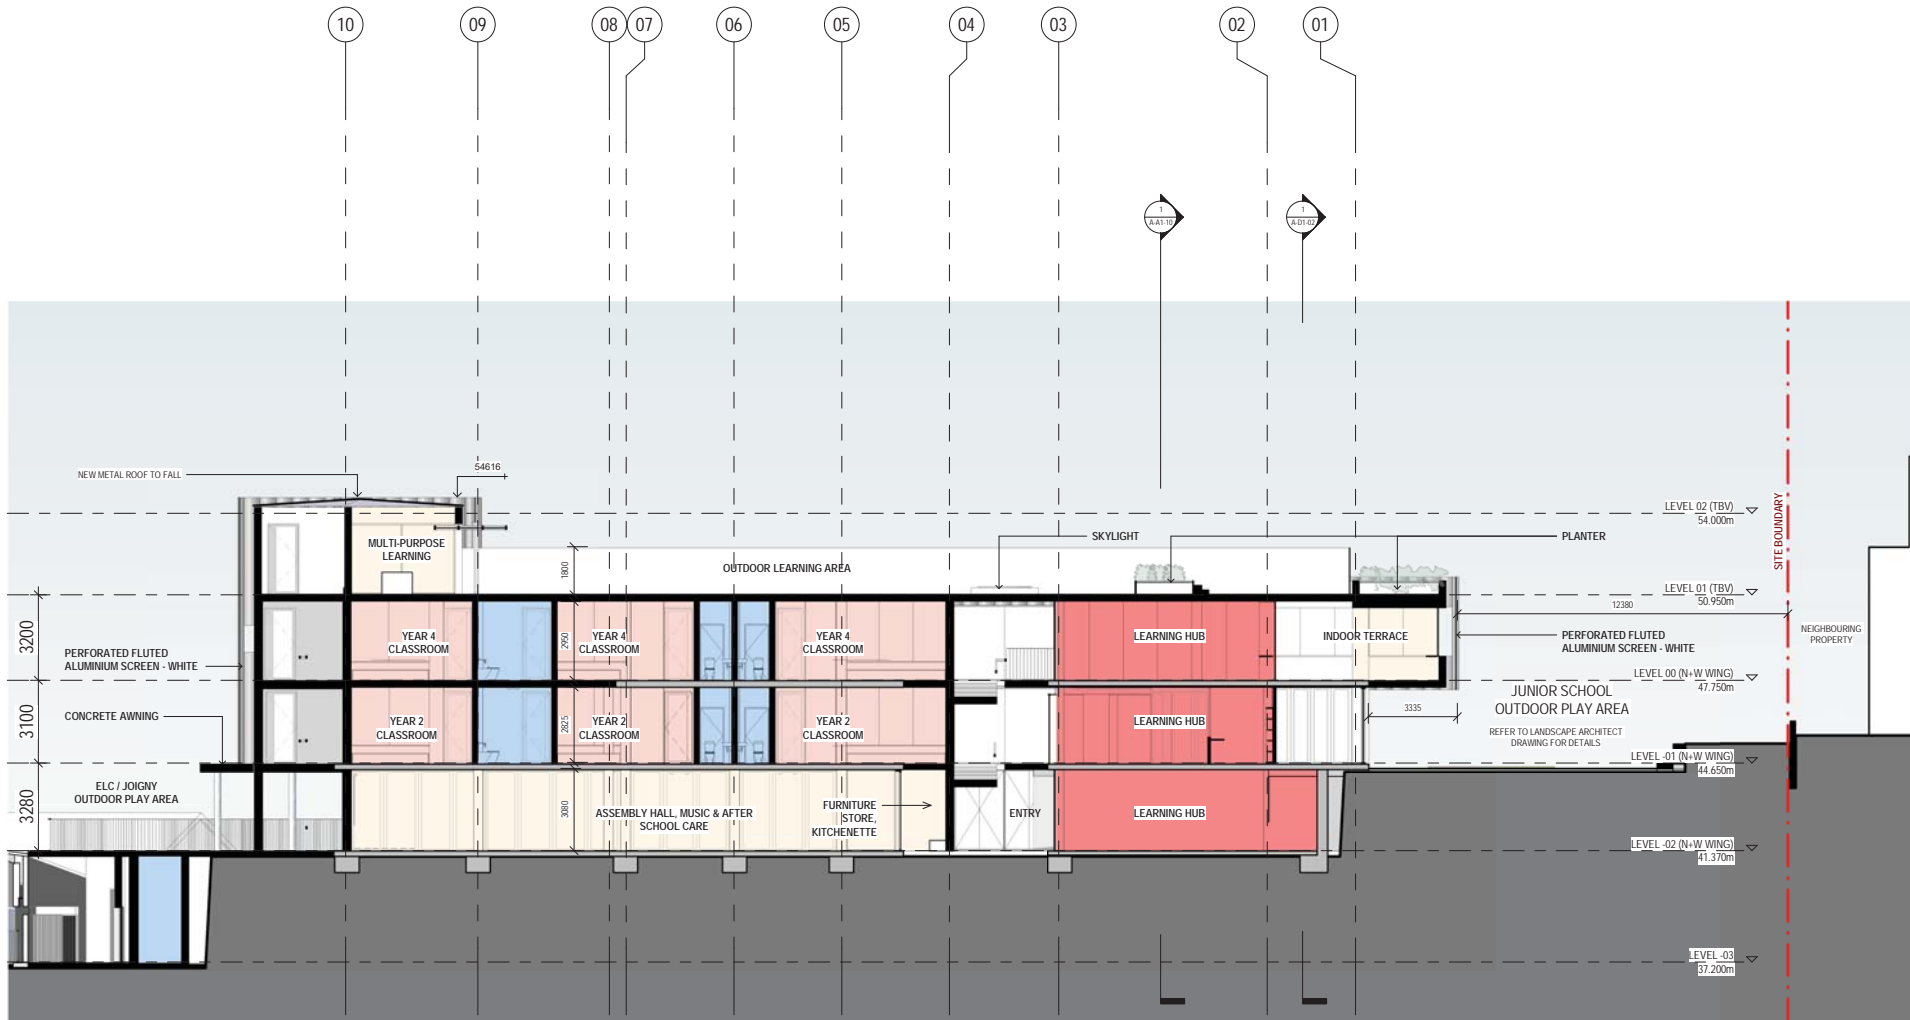 10
09
08
07
06
05
04
03
02
01
1
A-A1-10
1
A-D1-02
NEW METAL ROOF TO FALL
54616
LEVEL 02 (TBV)
54.000m
SITE BOUNDARY
MULTI-PURPOSE
LEARNING
SKYLIGHT
PLANTER
OUTDOOR LEARNING AREA
1800
LEVEL 01 (TBV)
50.950m
12380
3200
PERFORATED FLUTED
ALUMINIUM SCREEN - WHITE
YEAR 4
CLASSROOM
2950
YEAR 4
CLASSROOM
YEAR 4
CLASSROOM
LEARNING HUB
INDOOR TERRACE
PERFORATED FLUTED
ALUMINIUM SCREEN - WHITE
NEIGHBOURING
PROPERTY
LEVEL 00 (N+W WING)
47.750m
3100
CONCRETE AWNING
YEAR 2
CLASSROOM
2825
YEAR 2
CLASSROOM
YEAR 2
CLASSROOM
LEARNING HUB
3335
JUNIOR SCHOOL
OUTDOOR PLAY AREA
REFER TO LANDSCAPE ARCHITECT
DRAWING FOR DETAILS
LEVEL -01 (N+W WING)
44.650m
3280
ELC / JOIGNY
OUTDOOR PLAY AREA
3080
ASSEMBLY HALL, MUSIC & AFTER
SCHOOL CARE
FURNITURE
STORE,
KITCHENETTE
ENTRY
LEARNING HUB
LEVEL -02 (N+W WING)
41.370m
LEVEL -03
37.200m